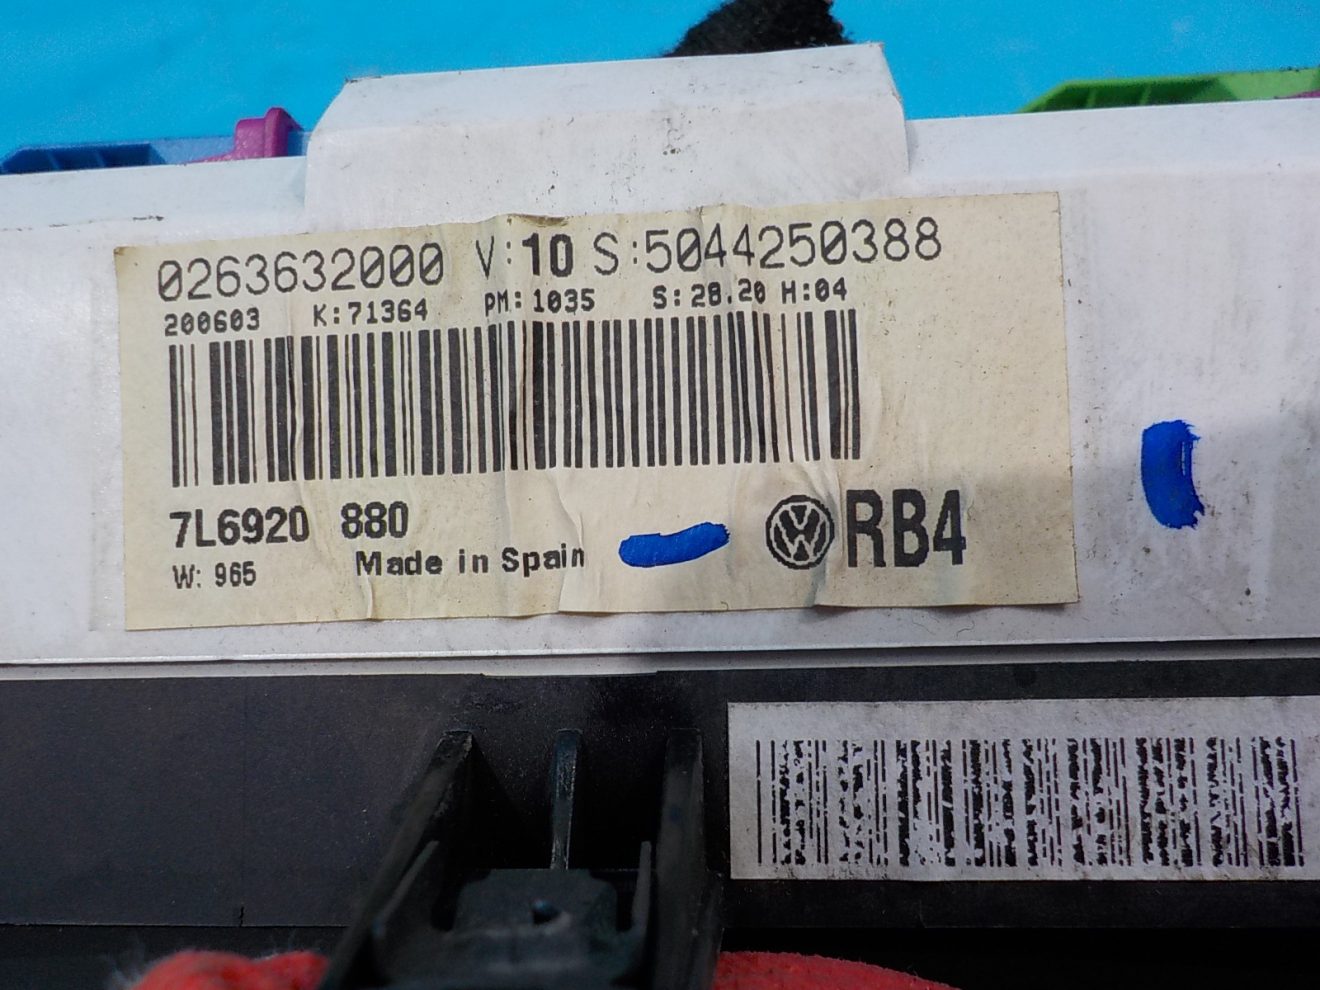 0263632000 V:10 S:5044250388
200603 K:71364 PM:1035 S:28.20 H:04
7L6920 880
W: 965 Made in Spain
RB4